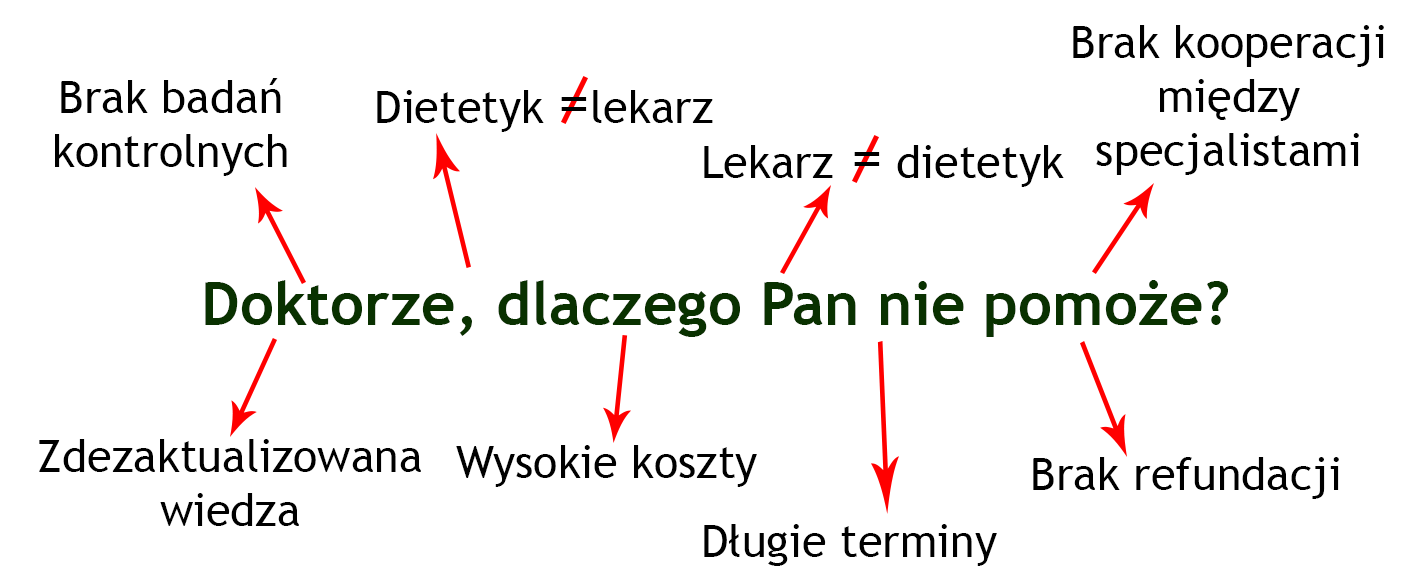 Brak badań
kontrolnych
Dietetyk ≠lekarz
Lekarz ≠ dietetyk
Brak kooperacji
między
specjalistami
Doktorze, dlaczego Pan nie pomoże?
Zdezaktualizowana
wiedza
Wysokie koszty
Długie terminy
Brak refundacji